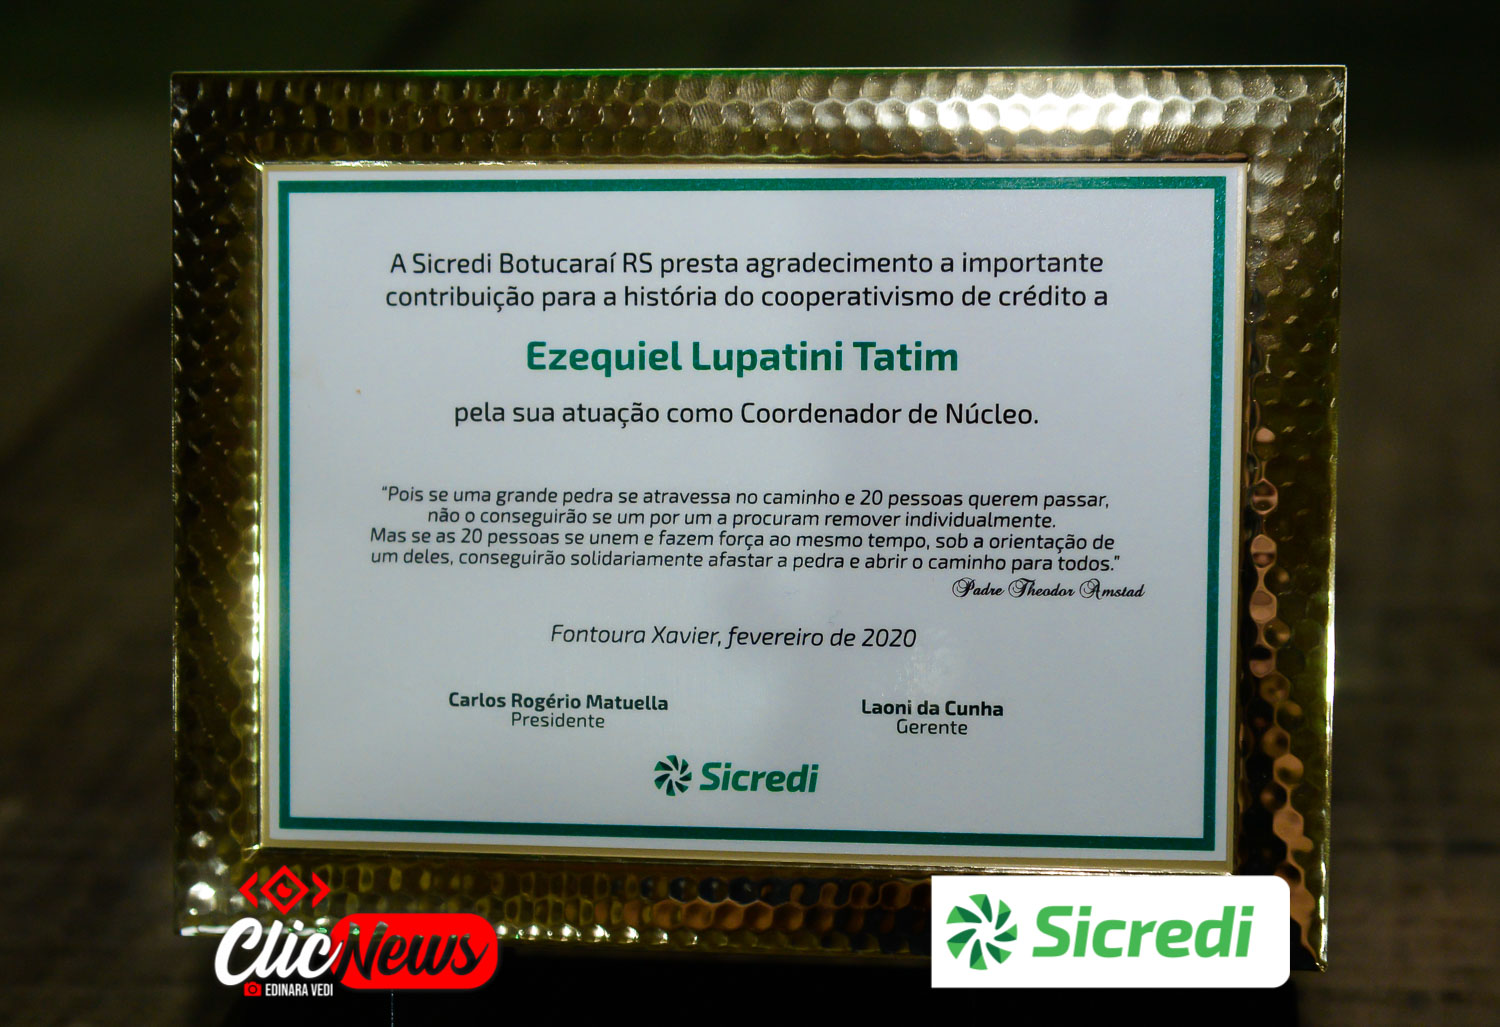 A Sicredi Botucaraí RS presta agradecimento a importante
contribuição para a história do cooperativismo de crédito a
Ezequiel Lupatini Tatim
pela sua atuação como Coordenador de Núcleo.
“Pois se uma grande pedra se atravessa no caminho e 20 pessoas querem passar,
não o conseguirão se um por um a procuram remover individualmente.
Mas se as 20 pessoas se unem e fazem força ao mesmo tempo, sob a orientação de
um deles, conseguirão solidariamente afastar a pedra e abrir o caminho para todos.”
Padre Theodor Amstad
Fontoura Xavier, fevereiro de 2020
Carlos Rogério Matuella
Presidente
Laoni da Cunha
Gerente
Sicredi
ClicNews
EDINARA VEDI
Sicredi